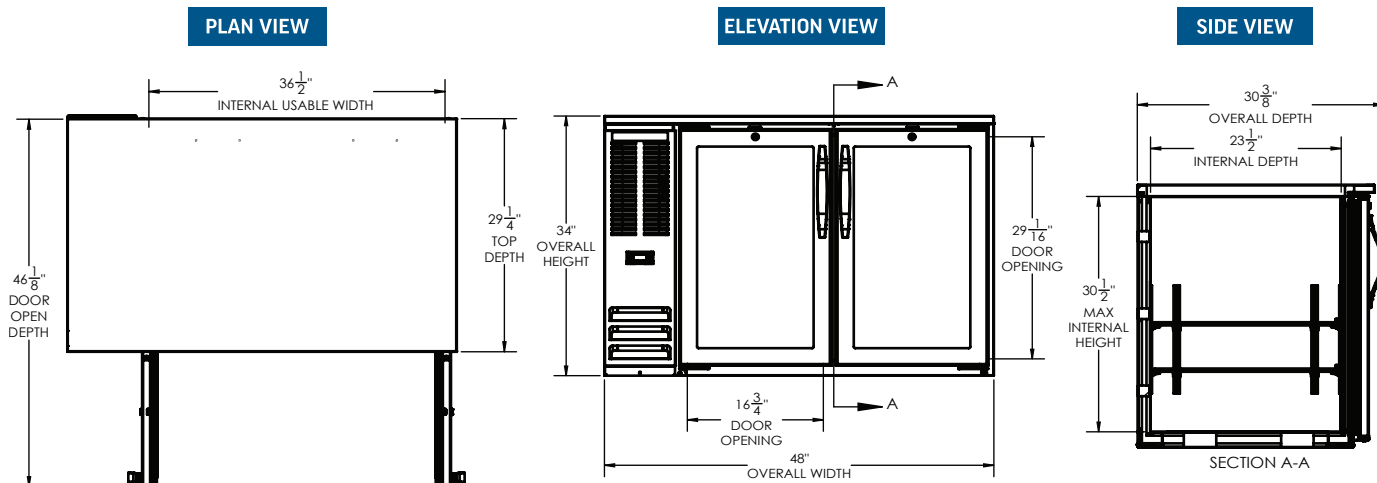 PLAN VIEW
ELEVATION VIEW
SIDE VIEW
36 1/2"
INTERNAL USABLE WIDTH
46 1/8"
DOOR
OPEN
DEPTH
29 1/4"
TOP
DEPTH
A
34"
OVERALL
HEIGHT
29 1/16"
DOOR
OPENING
16 3/4"
DOOR
OPENING
A
48"
OVERALL WIDTH
30 3/8"
OVERALL DEPTH
23 1/2"
INTERNAL DEPTH
30 1/2"
MAX
INTERNAL
HEIGHT
SECTION A-A